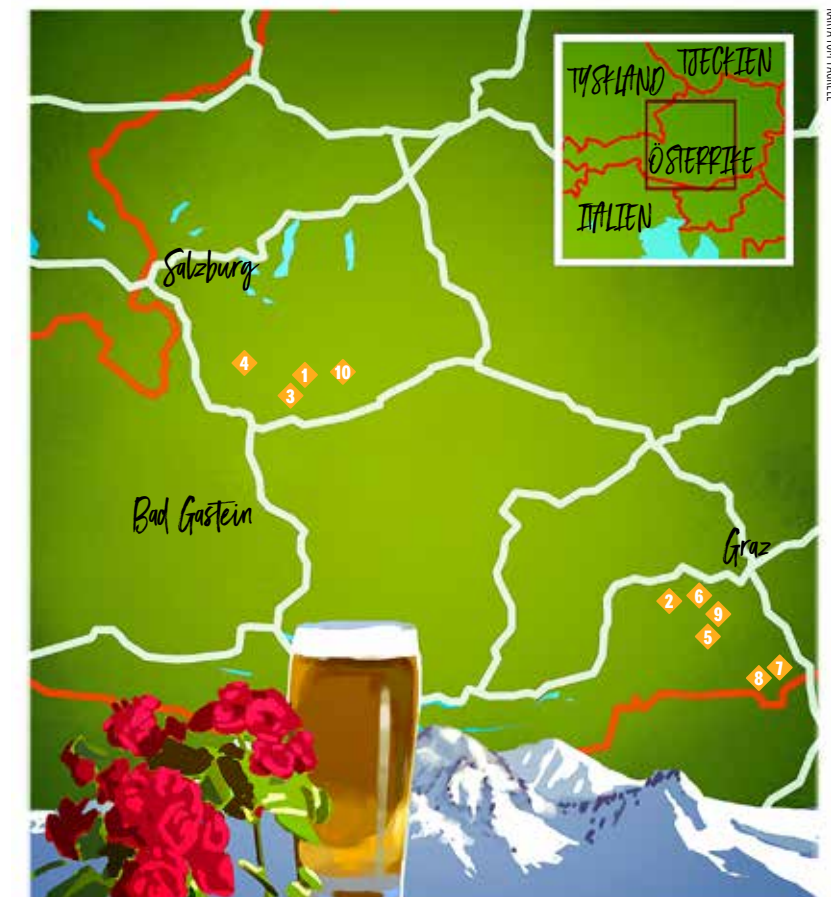 TYSKLAND
TJECKIEN
ÖSTERRIKE
ITALIEN
Salzburg
4
1
10
3
Bad Gastein
Graz
2
6
9
5
8
7